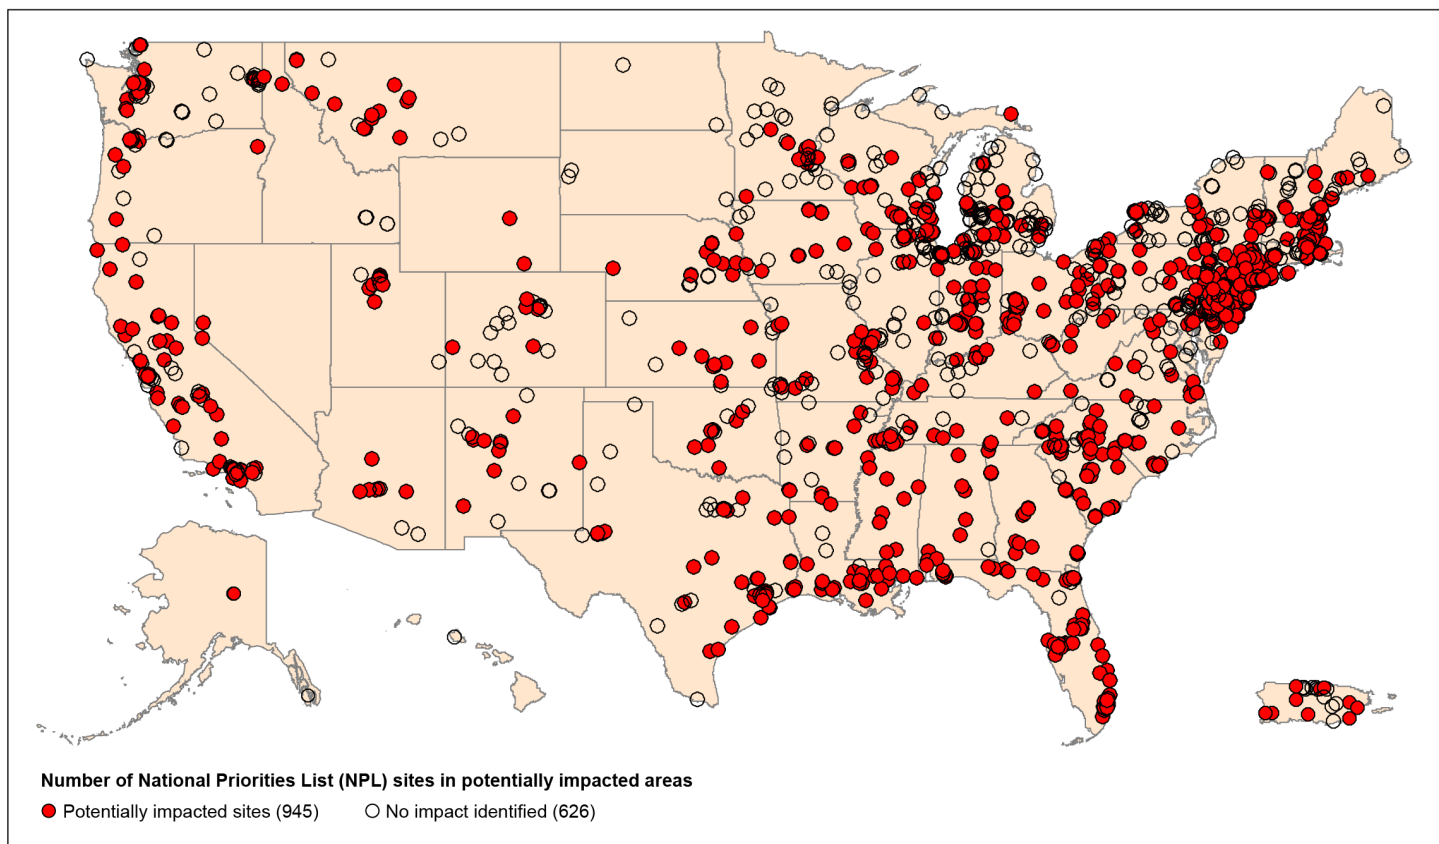 Number of National Priorities List (NPL) sites in potentially impacted areas
Potentially impacted sites (945) No impact identified (626)